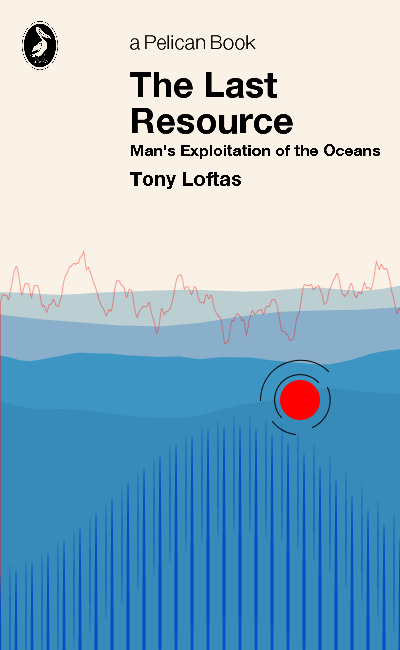 a Pelican Book
The Last
Resource
Man's Exploitation of the Oceans
Tony Loftas